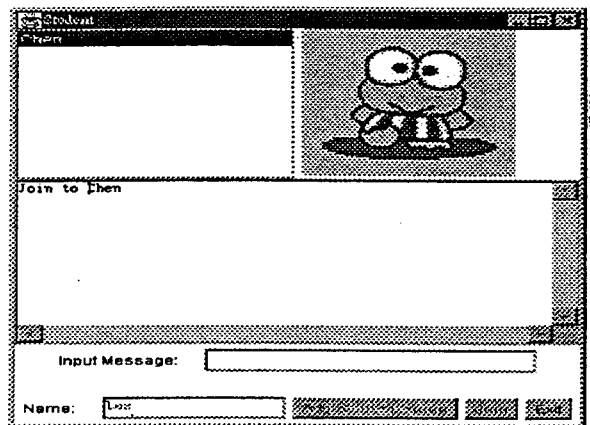 Student
Chen
Join to Chen
Input Message:
Name:
Exit